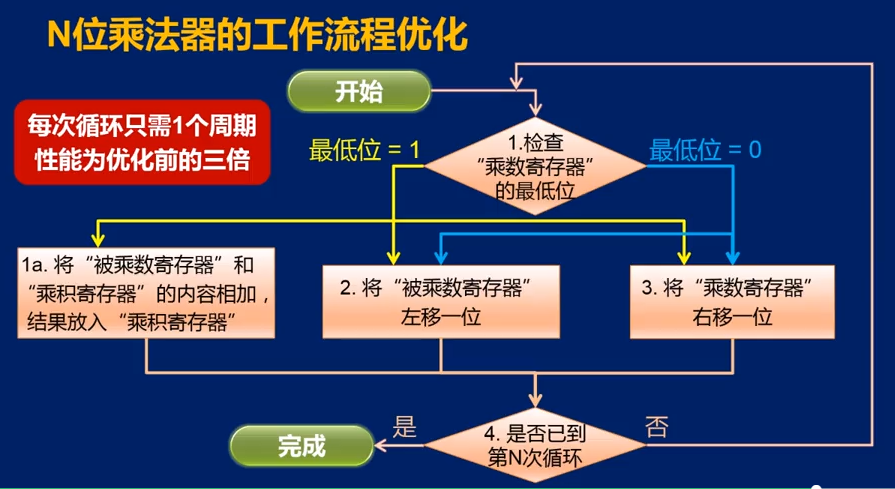 N位乘法器的工作流程优化
开始
每次循环只需1个周期
性能为优化前的三倍
最低位 = 1
1.检查
“乘数寄存器”
的最低位
最低位 = 0
1a. 将“被乘数寄存器”和
“乘积寄存器”的内容相加，
结果放入“乘积寄存器”
2. 将“被乘数寄存器”
左移一位
3. 将“乘数寄存器”
右移一位
完成
是
4. 是否已到
第N次循环
否